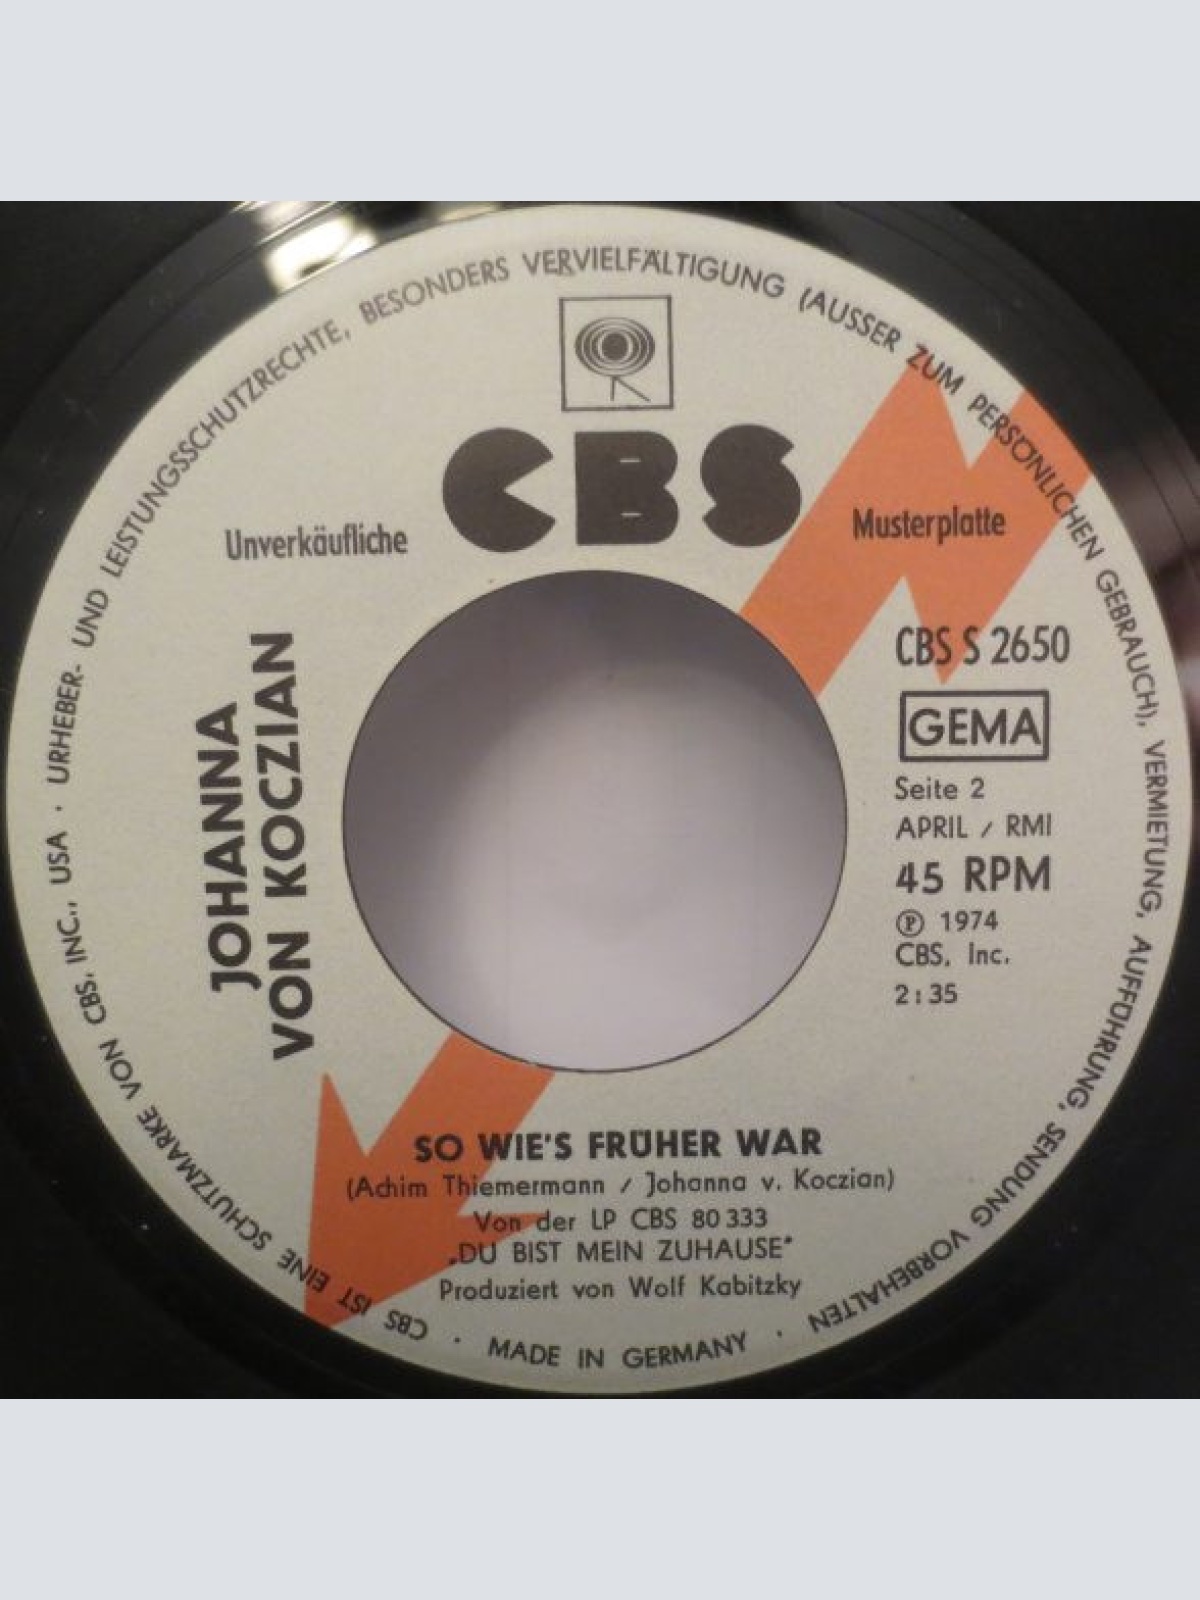 CBS
Unverkäufliche
Musterplatte
JOHANNA
VON KOCZIAN
CBS S 2650
GEMA
Seite 2
APRIL / RMI
45 RPM
Ⓟ 1974
CBS, Inc.
2:35
SO WIE'S FRÜHER WAR
(Achim Thiemermann / Johanna v. Koczian)
Von der LP CBS 80 333
„DU BIST MEIN ZUHAUSE"
Produziert von Wolf Kabitzky
CBS IST EINE SCHUTZMARKE VON CBS, INC., USA · URHEBER- UND LEISTUNGSSCHUTZRECHTE, BESONDERS VERVIELFÄLTIGUNG (AUSSER ZUM PERSÖNLICHEN GEBRAUCH), VERMIETUNG, AUFFÜHRUNG, SENDUNG VORBEHALTEN · MADE IN GERMANY ·